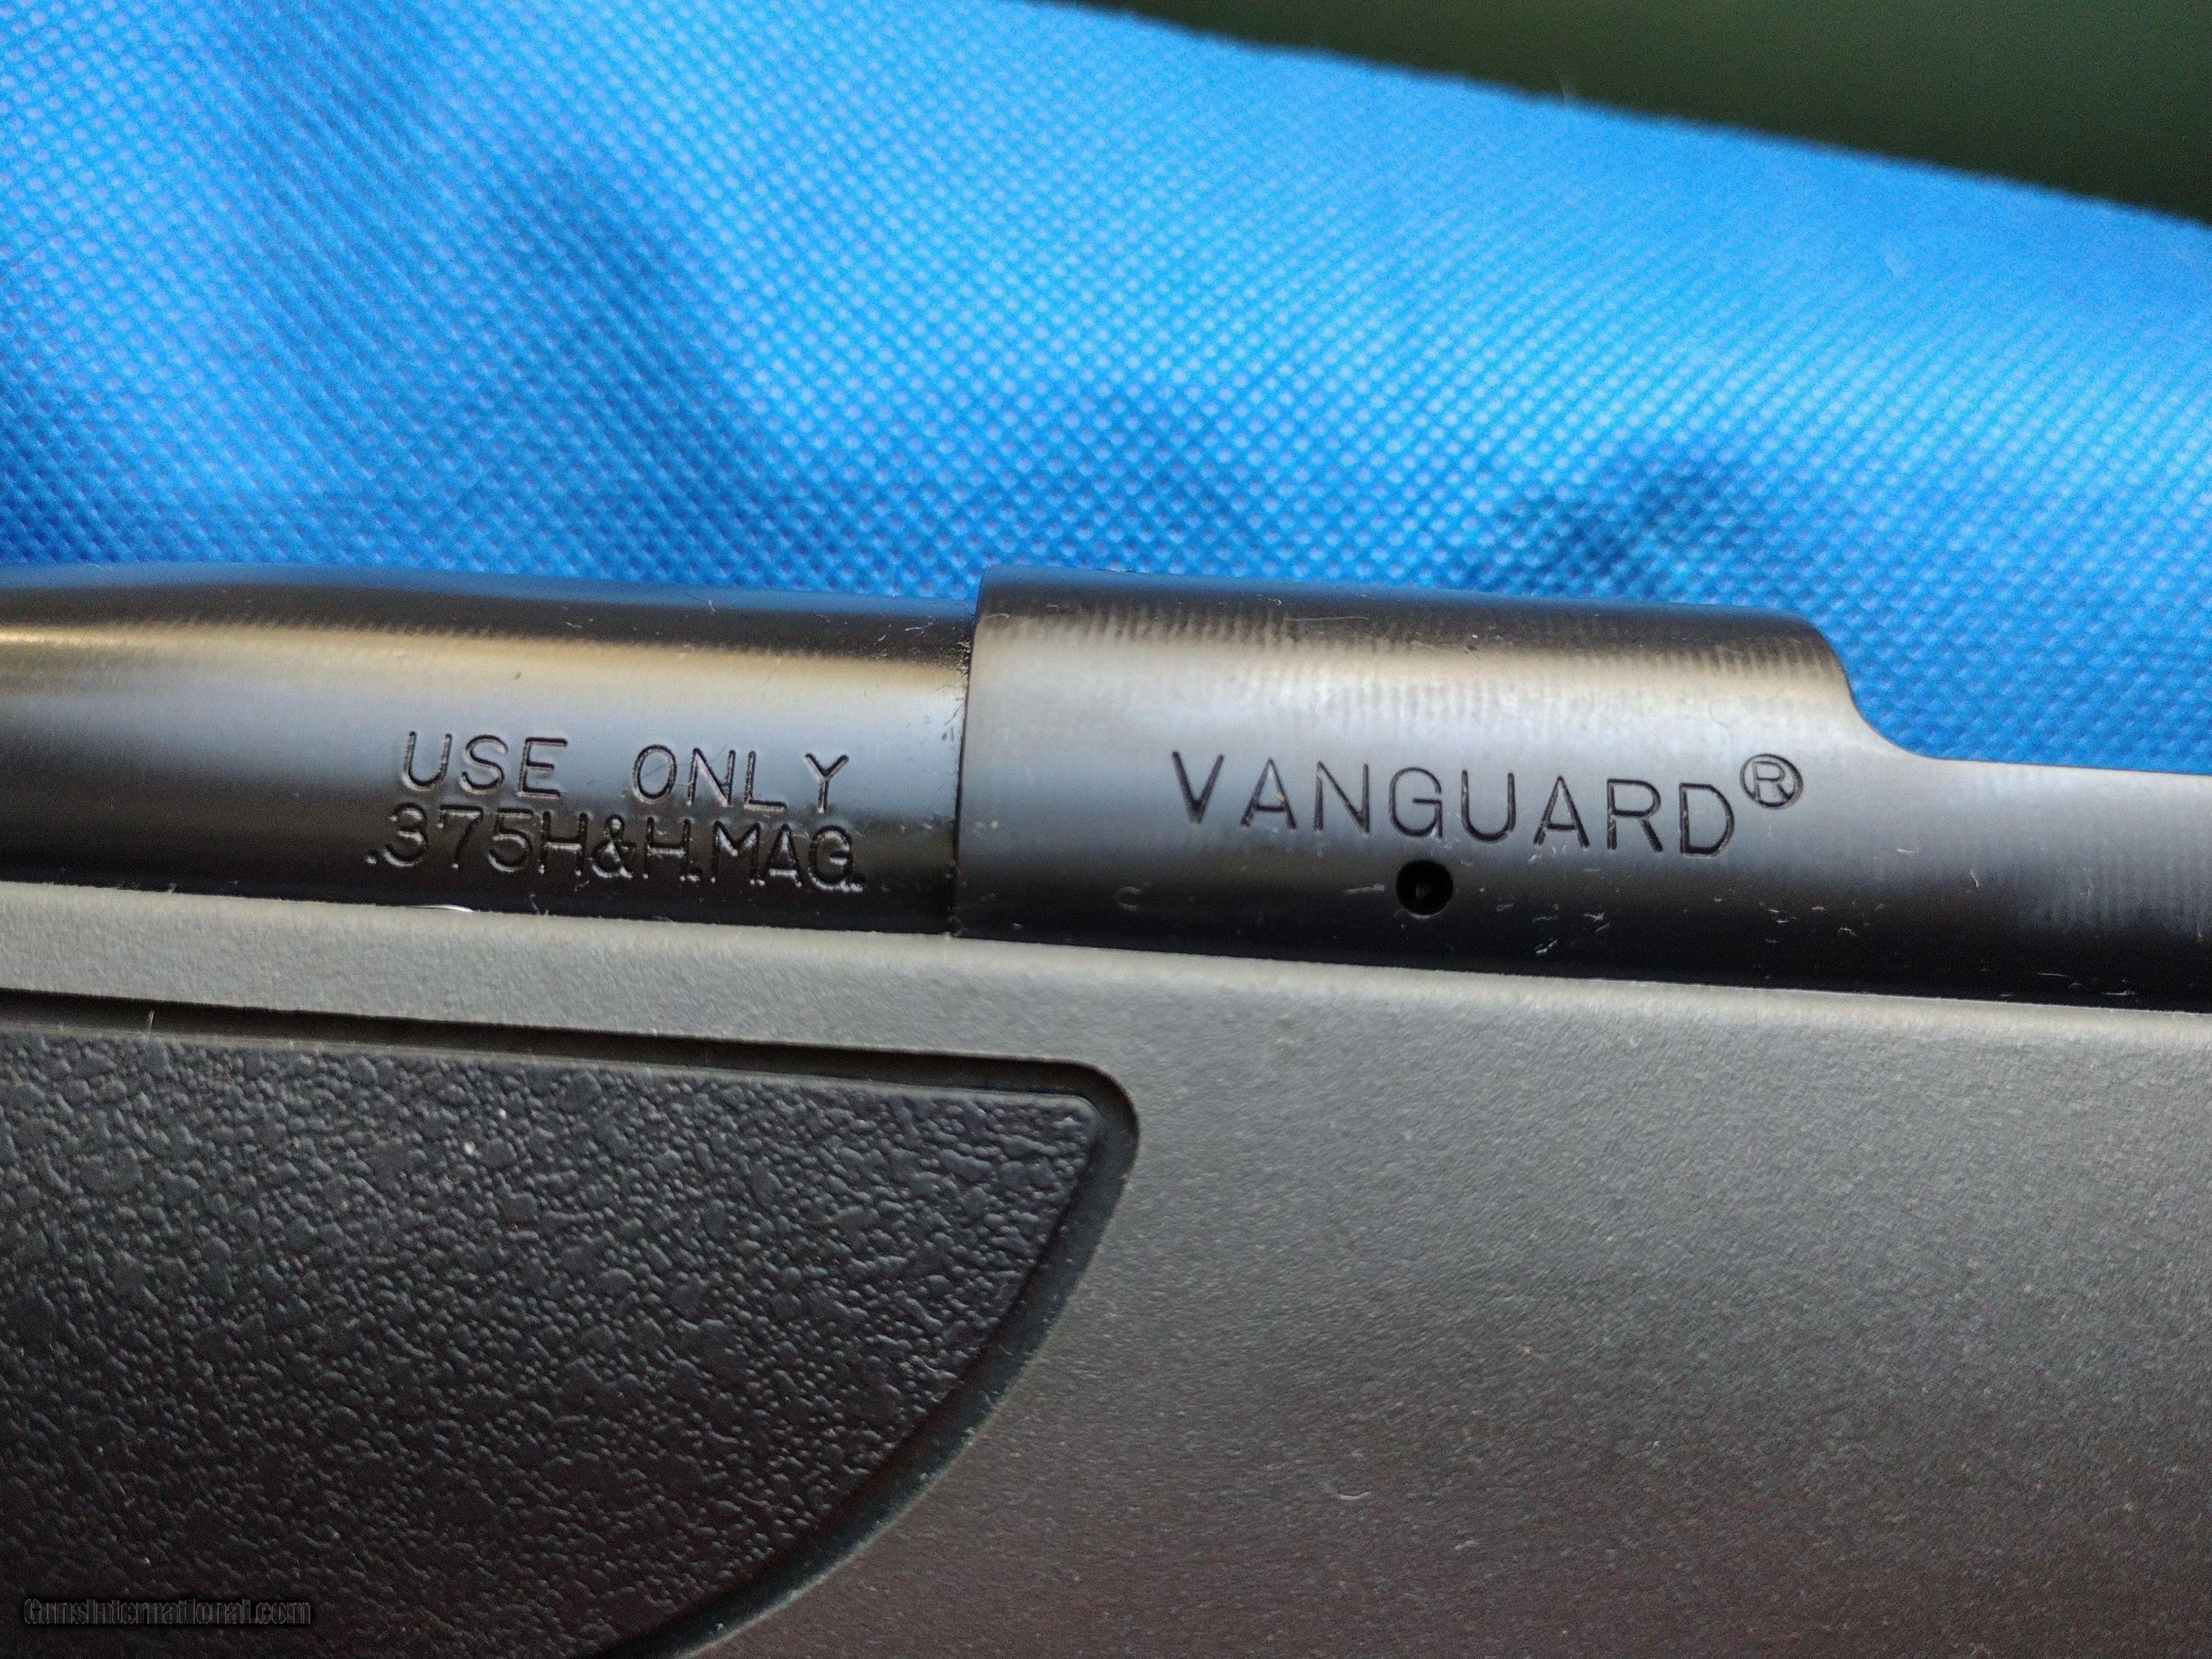 USE ONLY
.375H&H.MAG.
VANGUARD®
GunsInternational.com